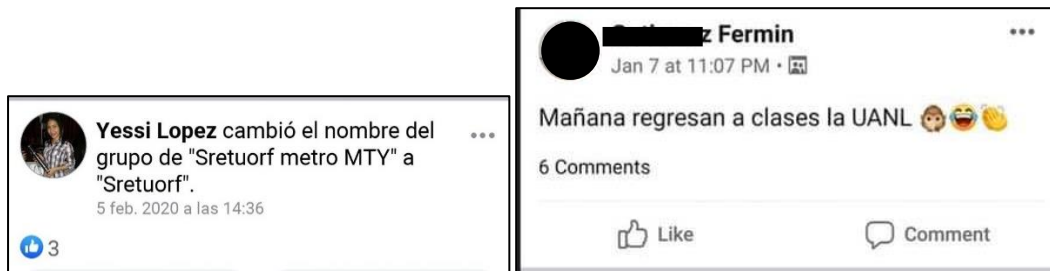 Yessi Lopez cambió el nombre del
grupo de "Sretuorf metro MTY" a
"Sretuorf".
5 feb. 2020 a las 14:36
3
z Fermin
Jan 7 at 11:07 PM •
Mañana regresan a clases la UANL 🙊😂👏
6 Comments
Like
Comment